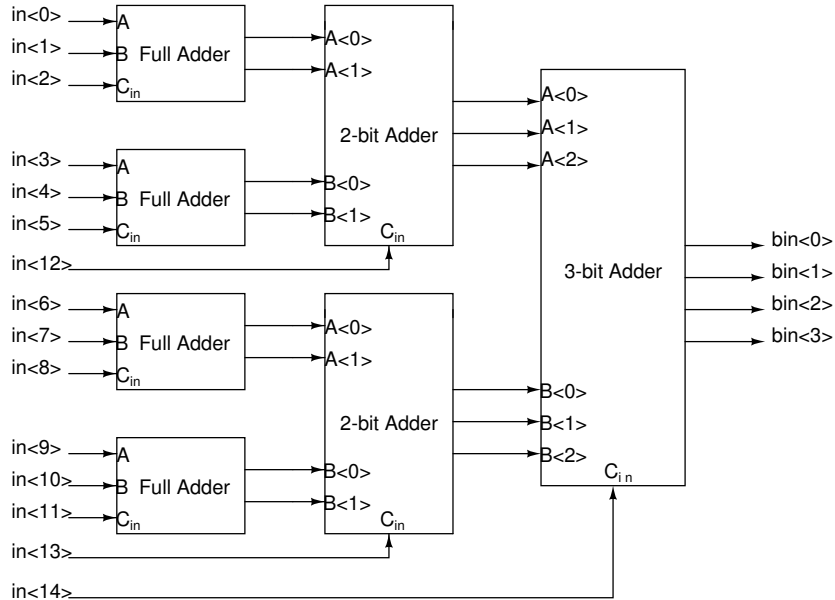 in<0>
A
in<1>
B Full Adder
in<2>
Cin
A<0>
A<1>
2-bit Adder
in<3>
A
in<4>
B Full Adder
in<5>
Cin
B<0>
B<1>
Cin
in<12>
in<6>
A
in<7>
B Full Adder
in<8>
Cin
A<0>
A<1>
2-bit Adder
in<9>
A
in<10>
B Full Adder
in<11>
Cin
B<0>
B<1>
Cin
in<13>
in<14>
A<0>
A<1>
A<2>
3-bit Adder
B<0>
B<1>
B<2>
Cin
bin<0>
bin<1>
bin<2>
bin<3>